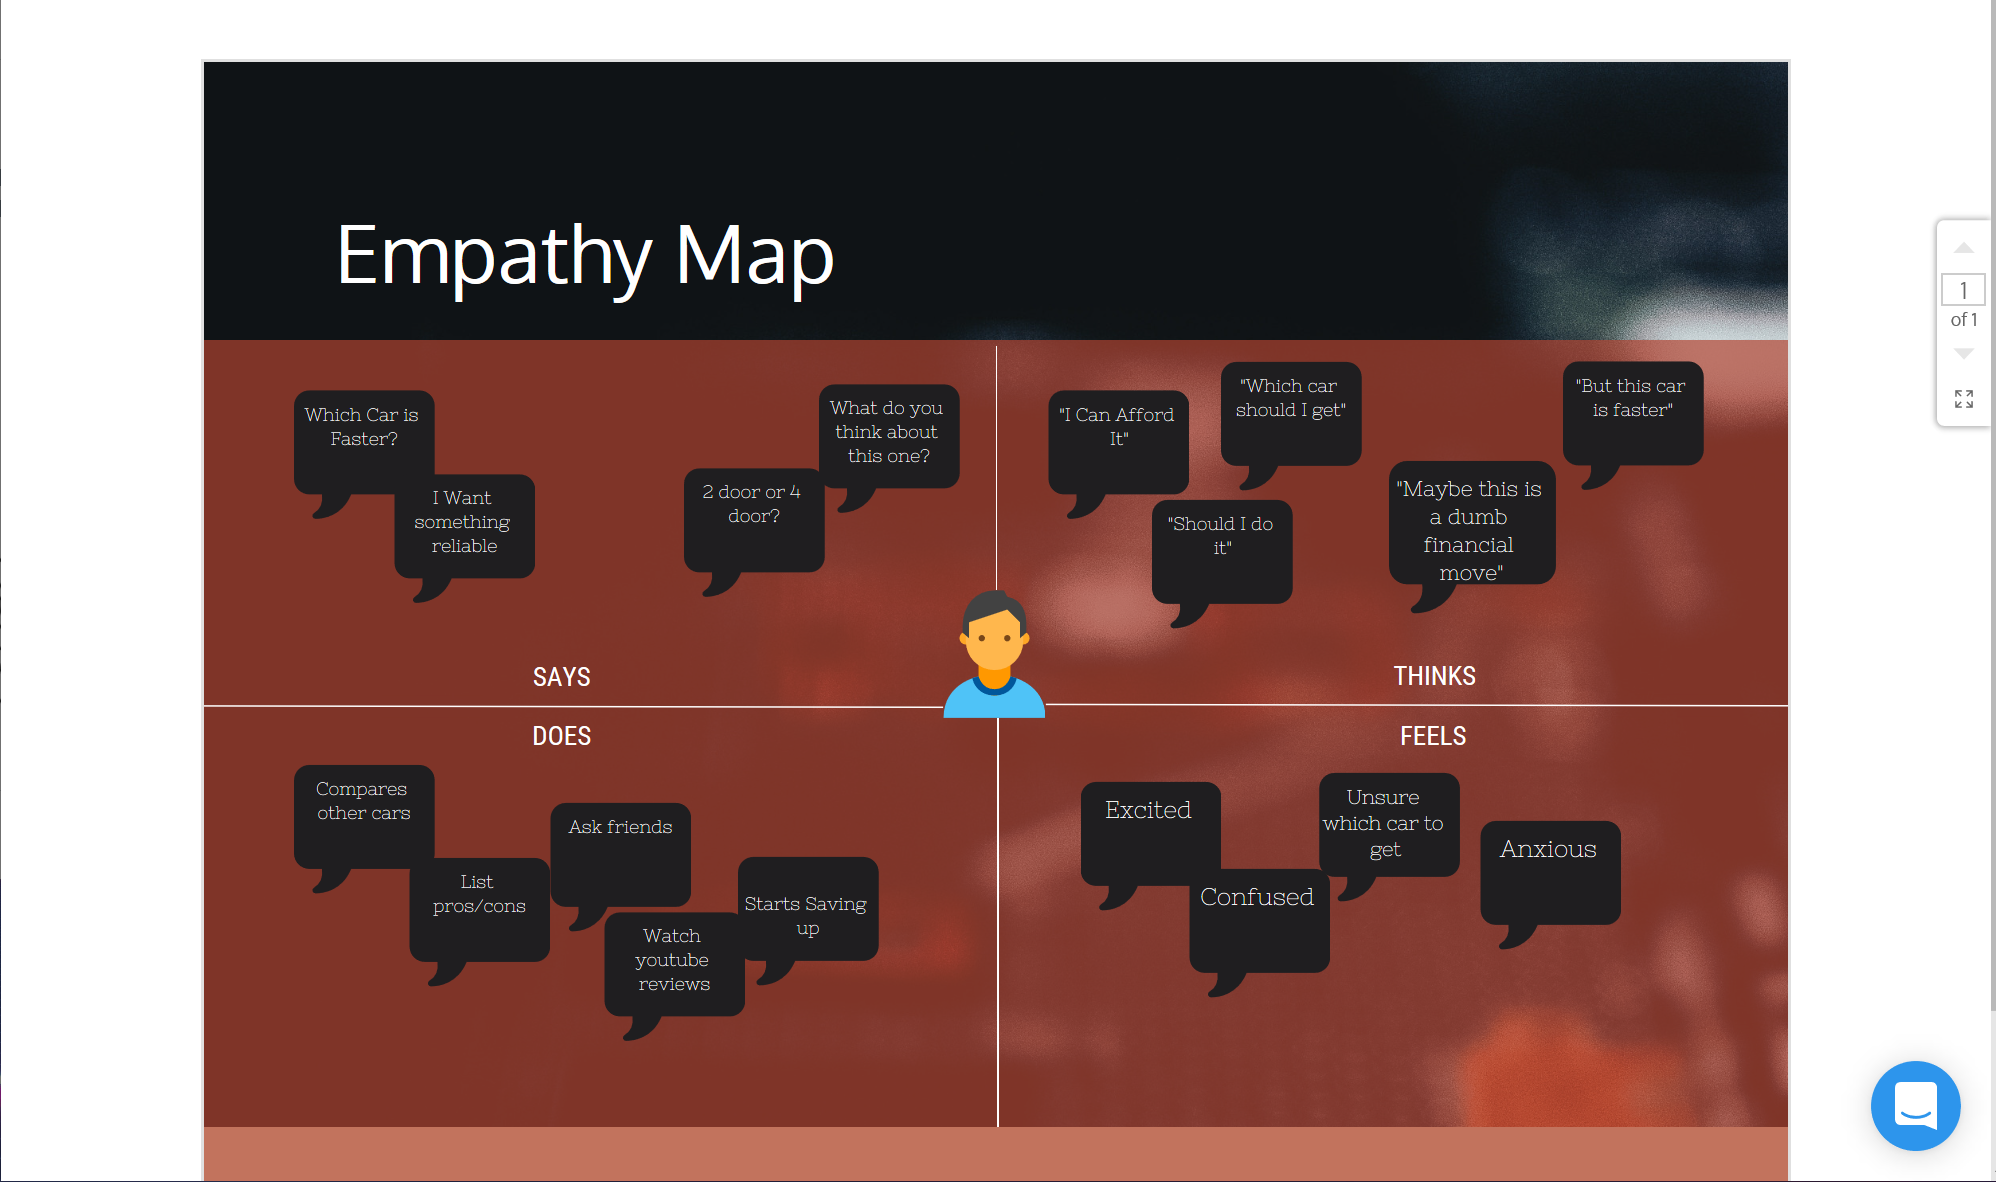 Empathy Map
Which Car is
Faster?
I Want
something
reliable
2 door or 4
door?
What do you
think about
this one?
SAYS
"I Can Afford
It"
"Which car
should I get"
"Should I do
it"
"Maybe this is
a dumb
financial
move"
"But this car
is faster"
THINKS
DOES
Compares
other cars
List
pros/cons
Ask friends
Watch
youtube
reviews
Starts Saving
up
FEELS
Excited
Confused
Unsure
which car to
get
Anxious
1
of 1